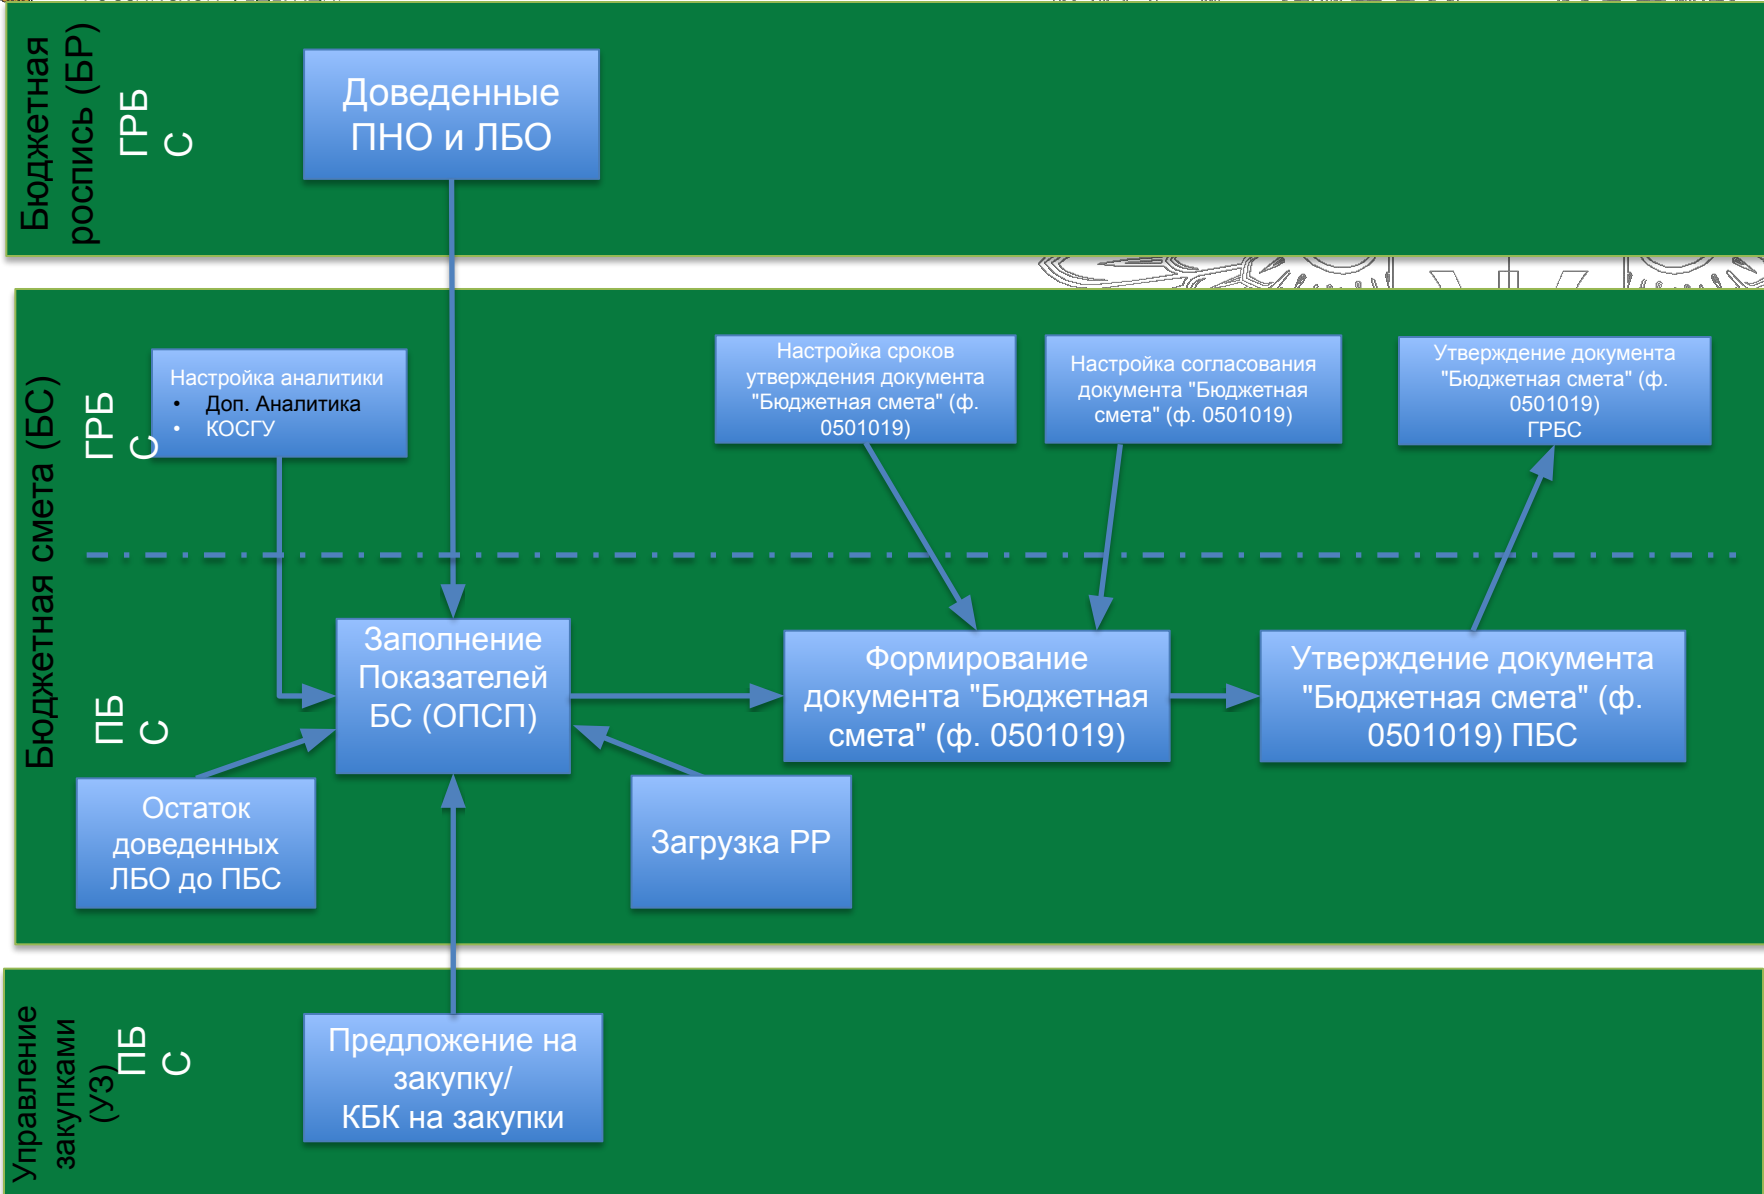 Бюджетная
роспись (БР)
ГРБ
С
Доведенные
ПНО и ЛБО
Бюджетная смета (БС)
ГРБ
С
Настройка аналитики
• Доп. Аналитика
• КОСГУ
Настройка сроков
утверждения документа
"Бюджетная смета" (ф.
0501019)
Настройка согласования
документа "Бюджетная
смета" (ф. 0501019)
Утверждение документа
"Бюджетная смета" (ф.
0501019)
ГРБС
ПБ
С
Заполнение
Показателей
БС (ОПСП)
Формирование
документа "Бюджетная
смета" (ф. 0501019)
Утверждение документа
"Бюджетная смета" (ф.
0501019) ПБС
Остаток
доведенных
ЛБО до ПБС
Загрузка РР
Управление
закупками
(УЗ)
ПБ
С
Предложение на
закупку/
КБК на закупки